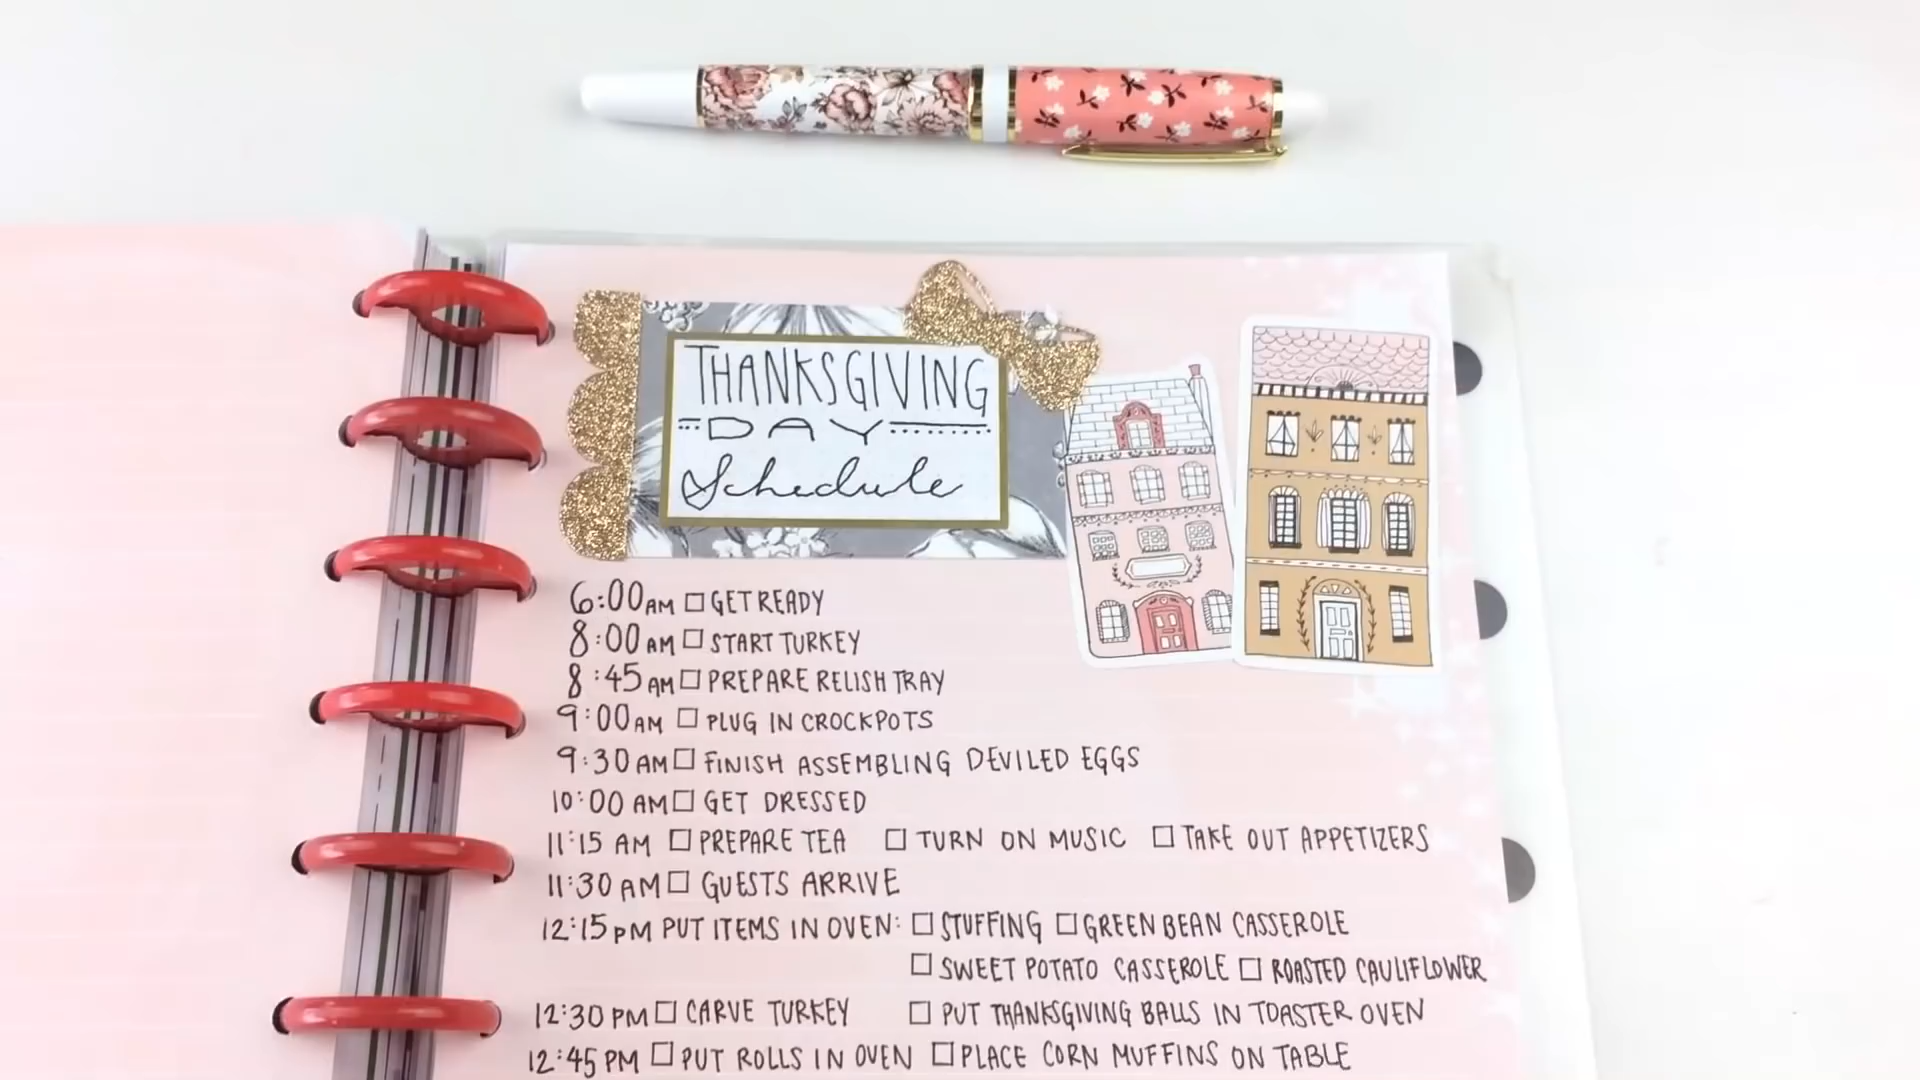 THANKSGIVING
DAY
Schedule
6:00AM □ GET READY
8:00AM □ START TURKEY
8:45AM □ PREPARE RELISH TRAY
9:00AM □ PLUG IN CROCKPOTS
9:30AM □ FINISH ASSEMBLING DEVILED EGGS
10:00 AM □ GET DRESSED
11:15 AM □ PREPARE TEA □ TURN ON MUSIC □ TAKE OUT APPETIZERS
11:30 AM □ GUESTS ARRIVE
12:15 PM PUT ITEMS IN OVEN: □ STUFFING □ GREEN BEAN CASSEROLE
□ SWEET POTATO CASSEROLE □ ROASTED CAULIFLOWER
12:30 PM □ CARVE TURKEY □ PUT THANKSGIVING BALLS IN TOASTER OVEN
12:45 PM □ PUT ROLLS IN OVEN □ PLACE CORN MUFFINS ON TABLE